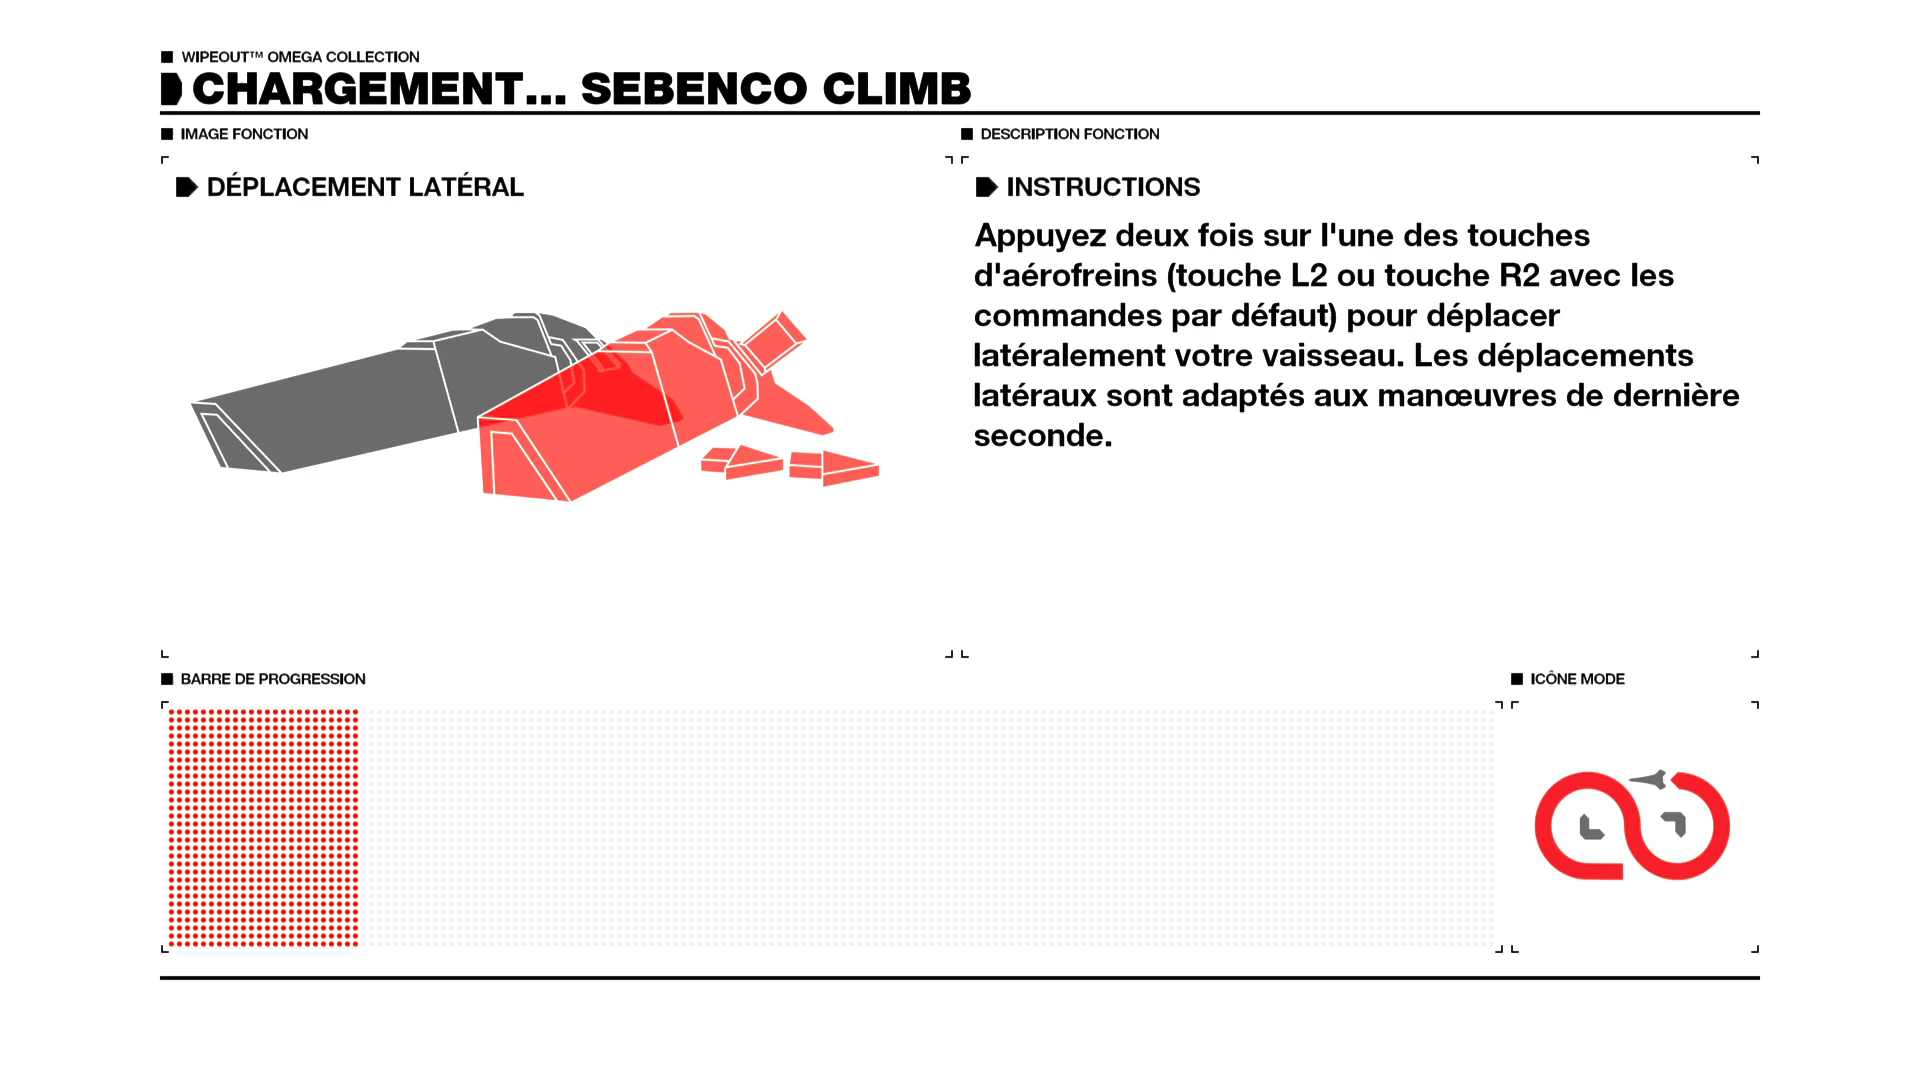 WIPEOUT™ OMEGA COLLECTION
CHARGEMENT... SEBENCO CLIMB
IMAGE FONCTION
DÉPLACEMENT LATÉRAL
DESCRIPTION FONCTION
INSTRUCTIONS
Appuyez deux fois sur l'une des touches
d'aérofreins (touche L2 ou touche R2 avec les
commandes par défaut) pour déplacer
latéralement votre vaisseau. Les déplacements
latéraux sont adaptés aux manœuvres de dernière
seconde.
BARRE DE PROGRESSION
ICÔNE MODE